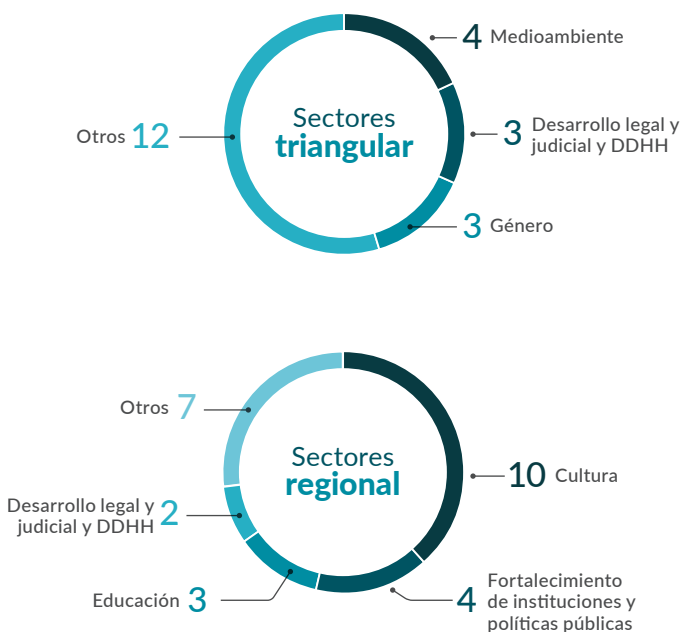 4 Medioambiente
Otros 12
Sectores
triangular
3 Desarrollo legal y
judicial y DDHH
3 Género
Otros 7
Sectores
regional
10 Cultura
Desarrollo legal y
judicial y DDHH 2
Educación 3
4 Fortalecimiento
de instituciones y
políticas públicas